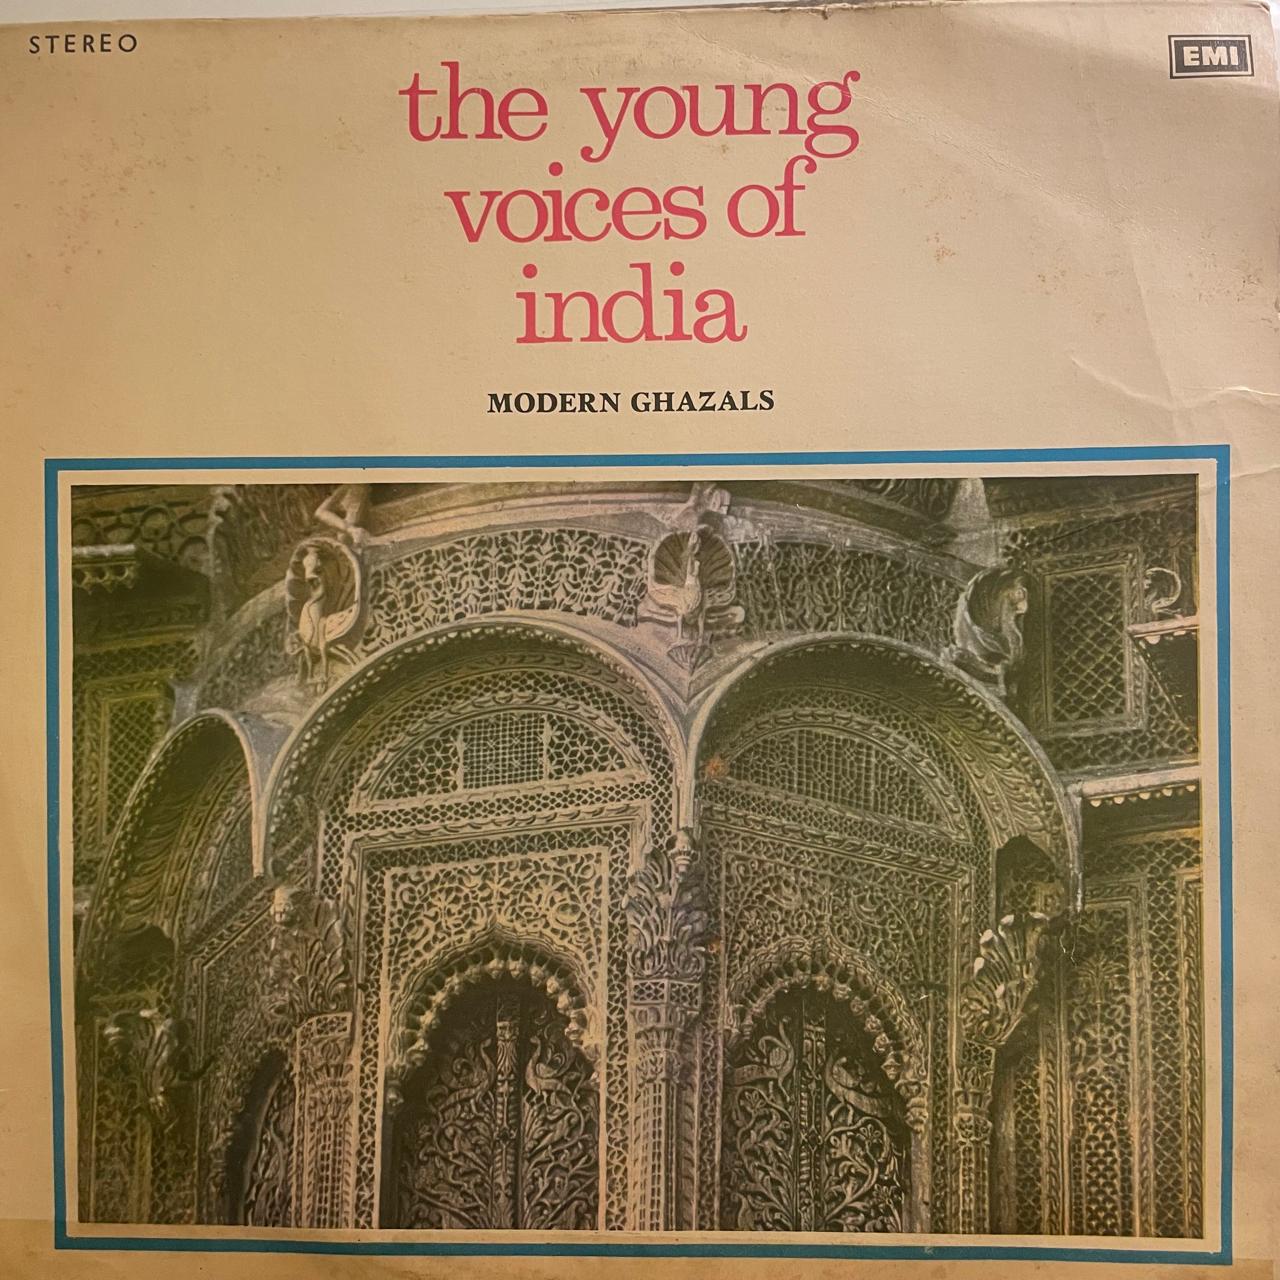 STEREO
EMI
the young
voices of
india
MODERN GHAZALS